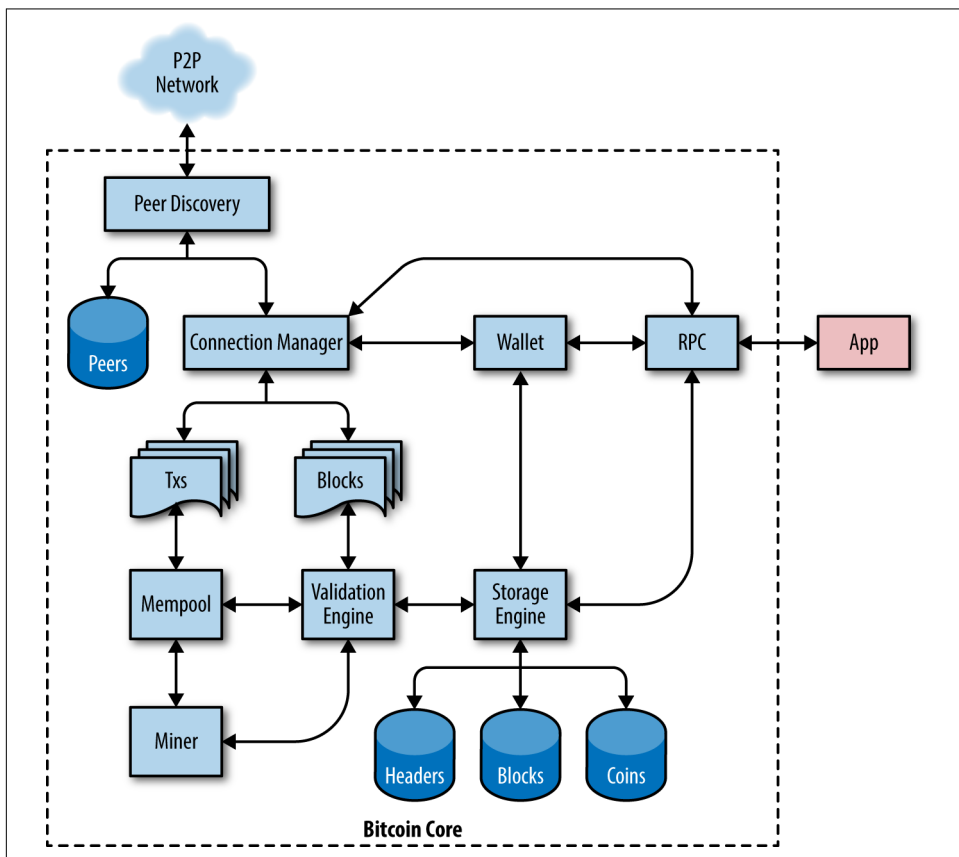 P2P
Network
Peer Discovery
Peers
Connection Manager
Wallet
RPC
App
Txs
Blocks
Mempool
Validation
Engine
Storage
Engine
Miner
Headers
Blocks
Coins
Bitcoin Core